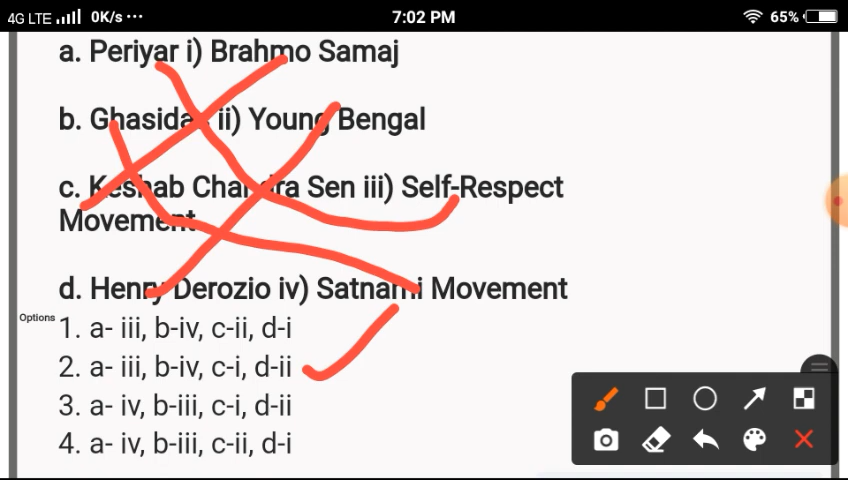 4G LTE 0K/s ... 7:02 PM 65%
a. Periyar i) Brahmo Samaj
b. Ghasidas ii) Young Bengal
c. Keshab Chandra Sen iii) Self-Respect
Movement
d. Henry Derozio iv) Satnami Movement
Options
1. a- iii, b-iv, c-ii, d-i
2. a- iii, b-iv, c-i, d-ii
3. a- iv, b-iii, c-i, d-ii
4. a- iv, b-iii, c-ii, d-i